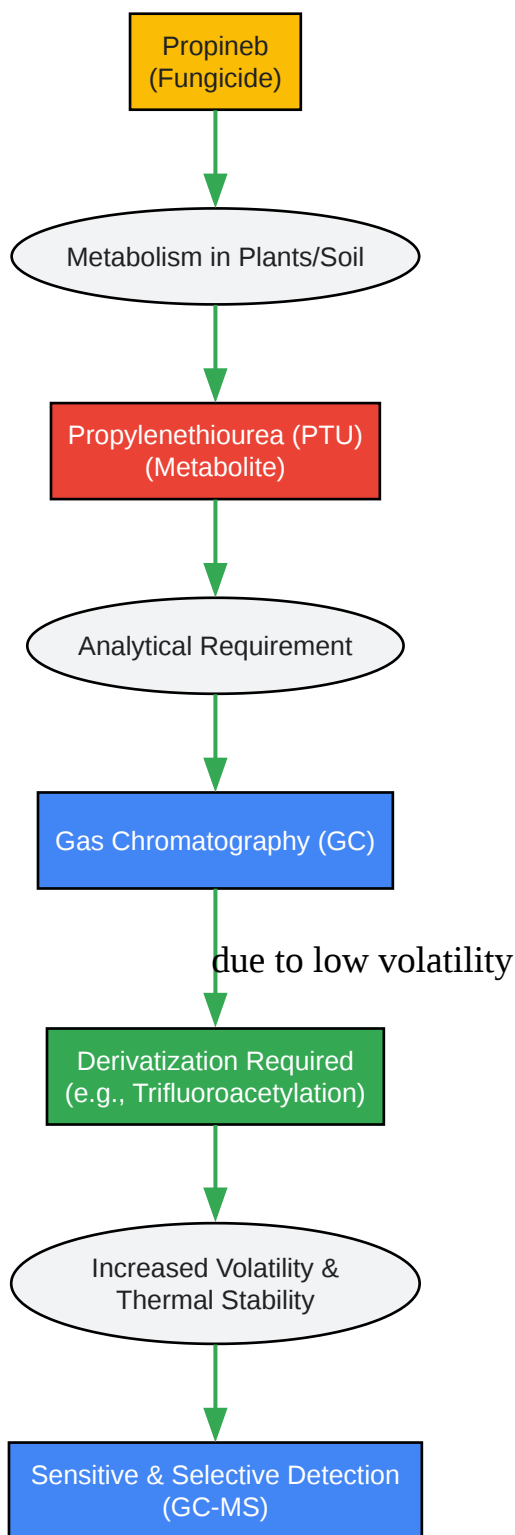 Propineb
(Fungicide)
Metabolism in Plants/Soil
Propylenethiourea (PTU)
(Metabolite)
Analytical Requirement
Gas Chromatography (GC)
due to low volatility
Derivatization Required
(e.g., Trifluoroacetylation)
Increased Volatility &
Thermal Stability
Sensitive & Selective Detection
(GC-MS)